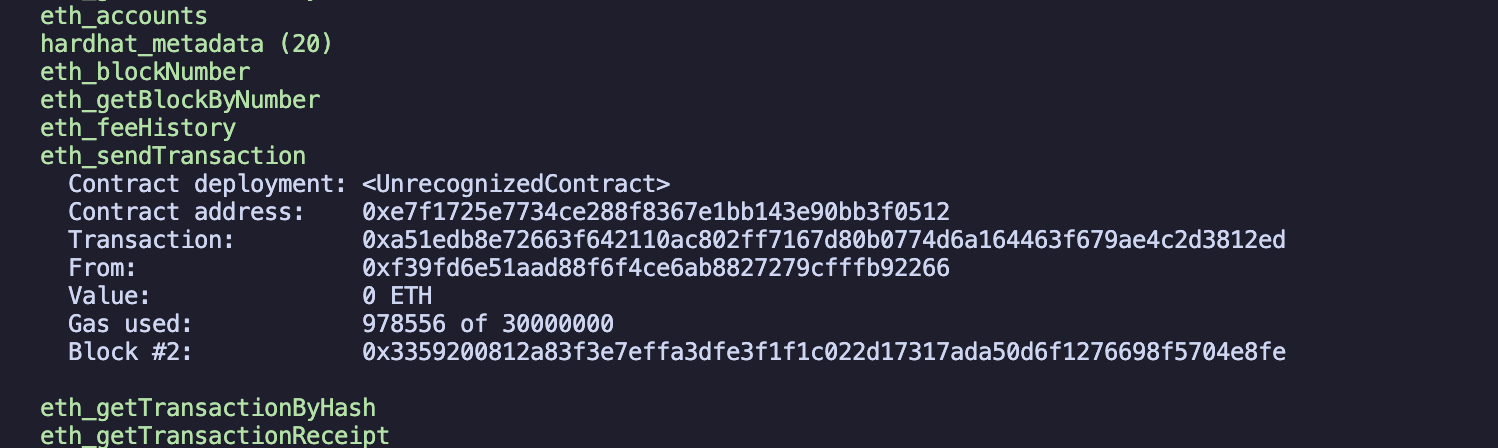 eth_accounts
hardhat_metadata (20)
eth_blockNumber
eth_getBlockByNumber
eth_feeHistory
eth_sendTransaction
Contract deployment: <UnrecognizedContract>
Contract address: 0xe7f1725e7734ce288f8367e1bb143e90bb3f0512
Transaction: 0xa51edb8e72663f642110ac802ff7167d80b0774d6a164463f679ae4c2d3812ed
From: 0xf39fd6e51aad88f6f4ce6ab8827279cfffb92266
Value: 0 ETH
Gas used: 978556 of 30000000
Block #2: 0x3359200812a83f3e7effa3dfe3f1f1c022d17317ada50d6f1276698f5704e8fe
eth_getTransactionByHash
eth_getTransactionReceipt